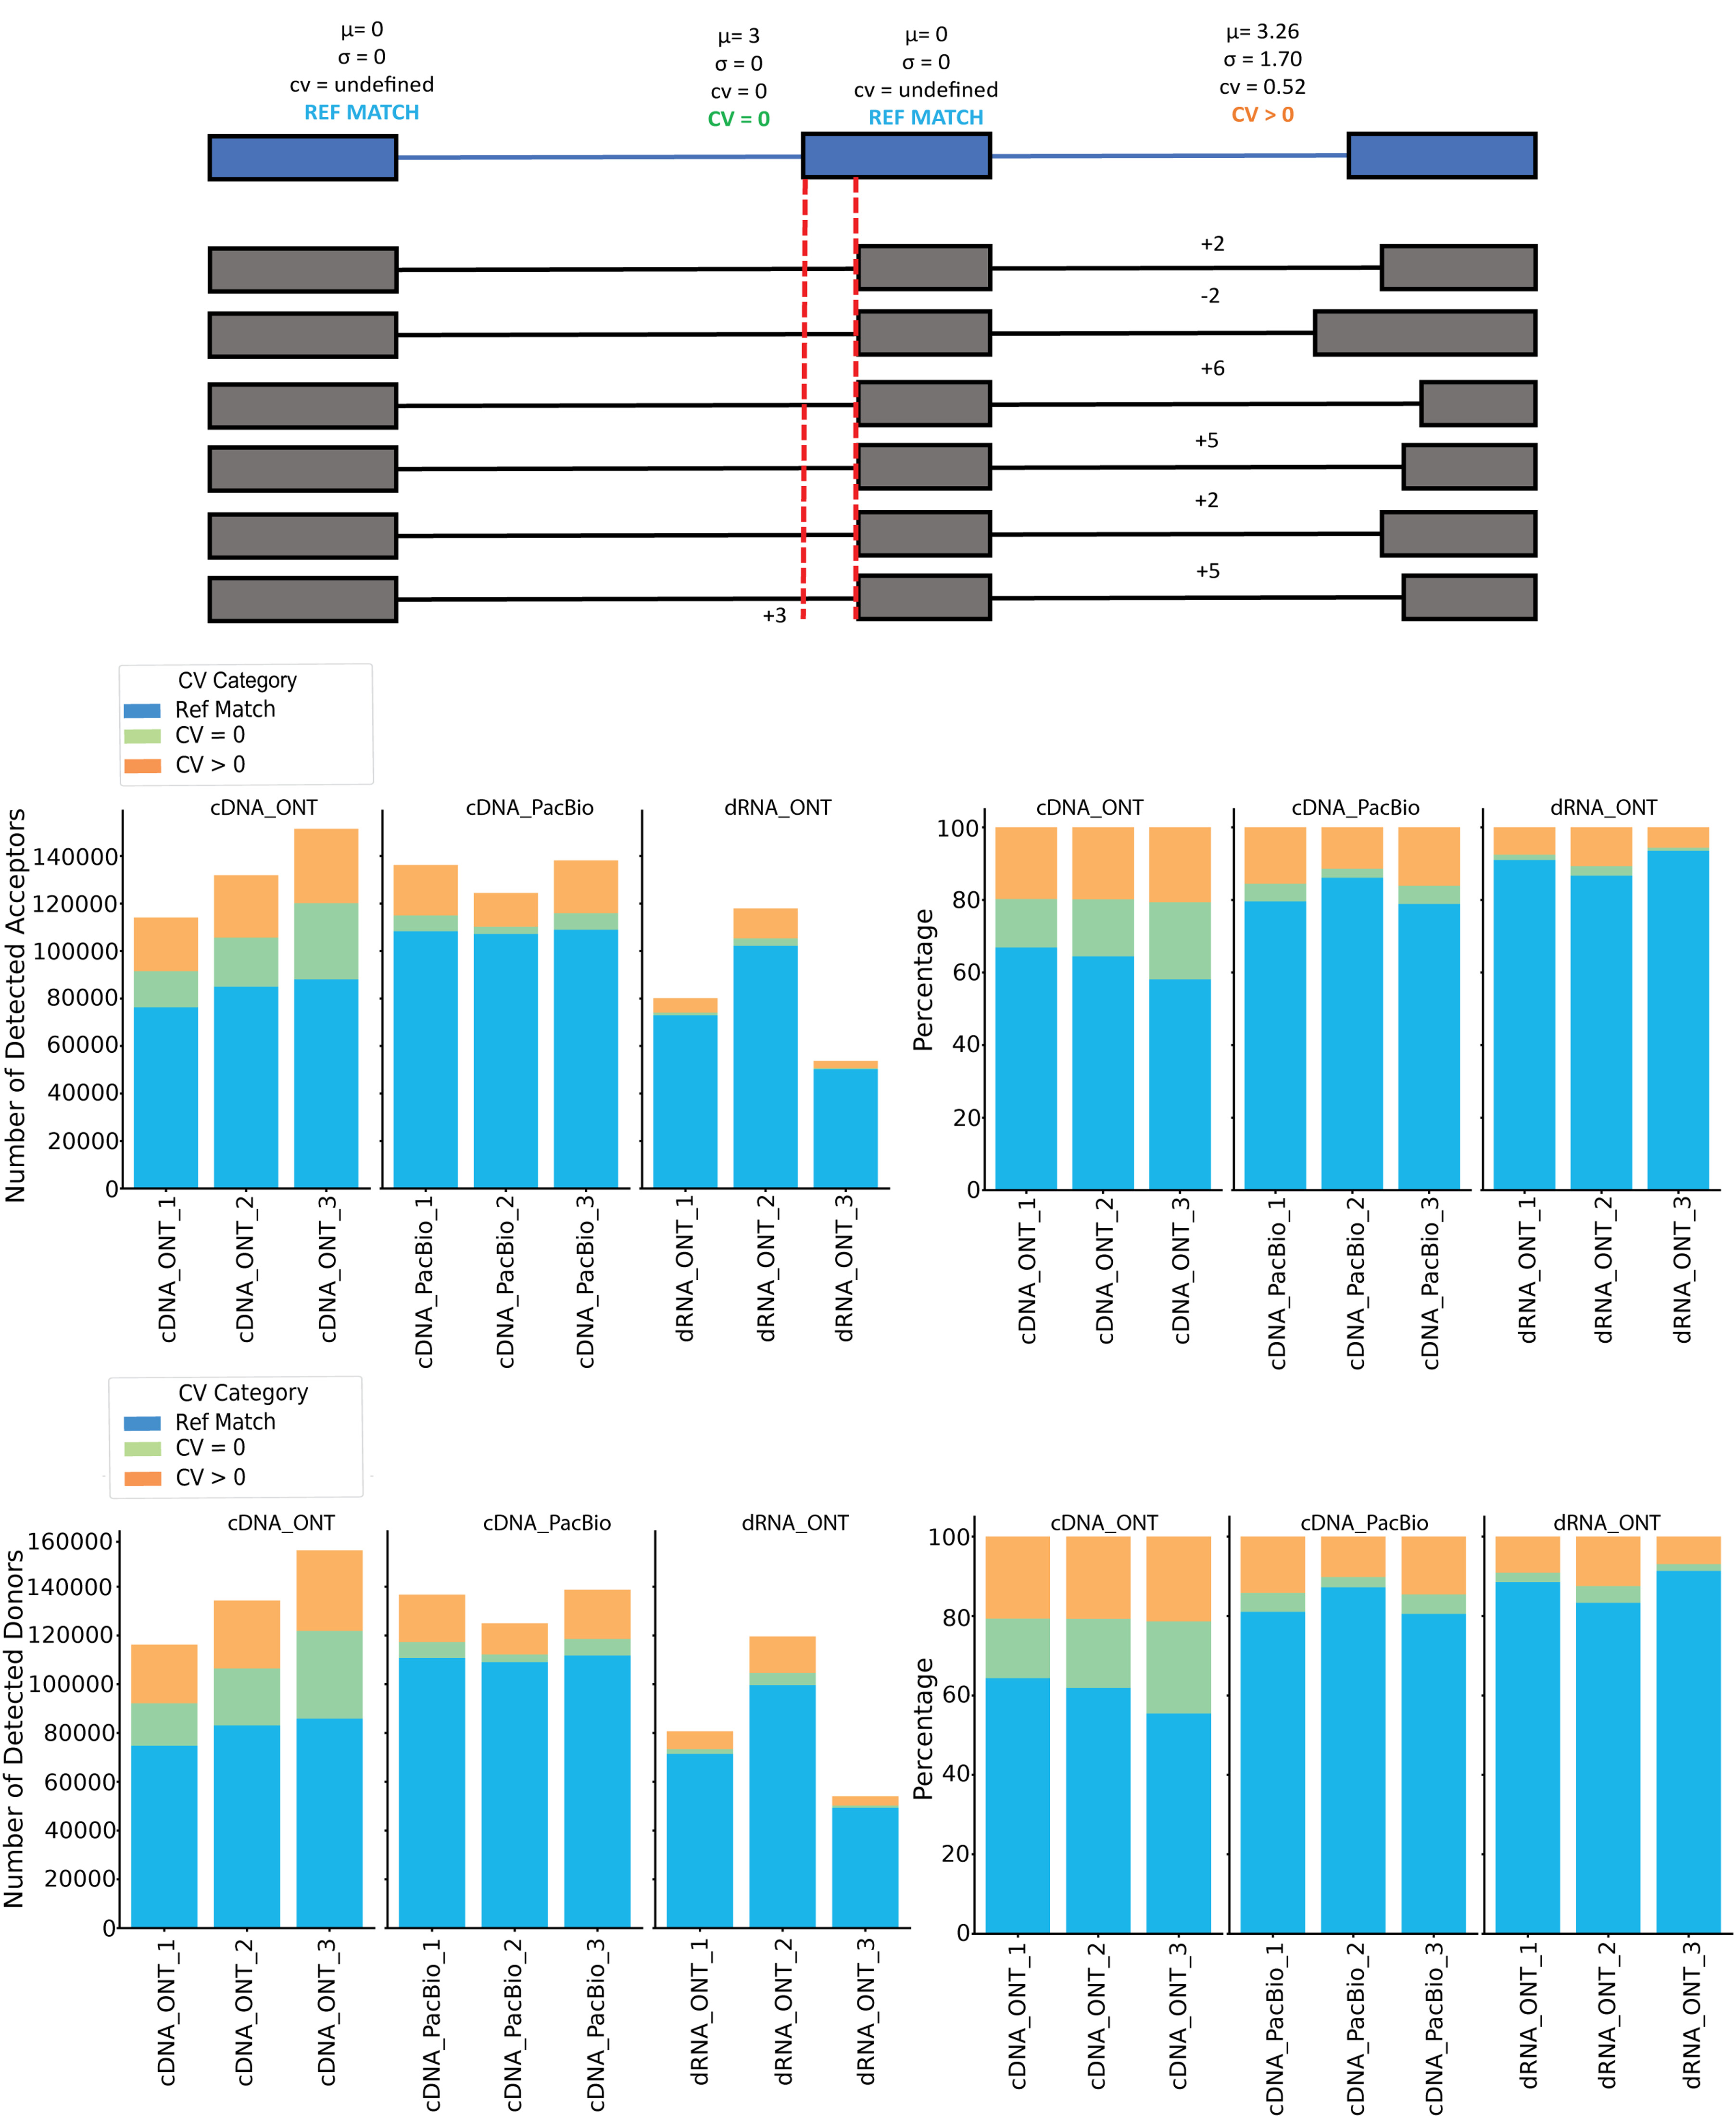 μ= 0
σ = 0
cv = undefined
REF MATCH
μ= 3
σ = 0
cv = 0
CV = 0
μ= 0
σ = 0
cv = undefined
REF MATCH
μ= 3.26
σ = 1.70
cv = 0.52
CV > 0
+2
-2
+6
+5
+2
+5
+3
CV Category
Ref Match
CV = 0
CV > 0
Number of Detected Acceptors
140000
120000
100000
80000
60000
40000
20000
0
cDNA_ONT
cDNA_PacBio
dRNA_ONT
cDNA_ONT_1
cDNA_ONT_2
cDNA_ONT_3
cDNA_PacBio_1
cDNA_PacBio_2
cDNA_PacBio_3
dRNA_ONT_1
dRNA_ONT_2
dRNA_ONT_3
Percentage
100
80
60
40
20
0
cDNA_ONT
cDNA_PacBio
dRNA_ONT
cDNA_ONT_1
cDNA_ONT_2
cDNA_ONT_3
cDNA_PacBio_1
cDNA_PacBio_2
cDNA_PacBio_3
dRNA_ONT_1
dRNA_ONT_2
dRNA_ONT_3
CV Category
Ref Match
CV = 0
CV > 0
Number of Detected Donors
160000
140000
120000
100000
80000
60000
40000
20000
0
cDNA_ONT
cDNA_PacBio
dRNA_ONT
cDNA_ONT_1
cDNA_ONT_2
cDNA_ONT_3
cDNA_PacBio_1
cDNA_PacBio_2
cDNA_PacBio_3
dRNA_ONT_1
dRNA_ONT_2
dRNA_ONT_3
Percentage
100
80
60
40
20
0
cDNA_ONT
cDNA_PacBio
dRNA_ONT
cDNA_ONT_1
cDNA_ONT_2
cDNA_ONT_3
cDNA_PacBio_1
cDNA_PacBio_2
cDNA_PacBio_3
dRNA_ONT_1
dRNA_ONT_2
dRNA_ONT_3